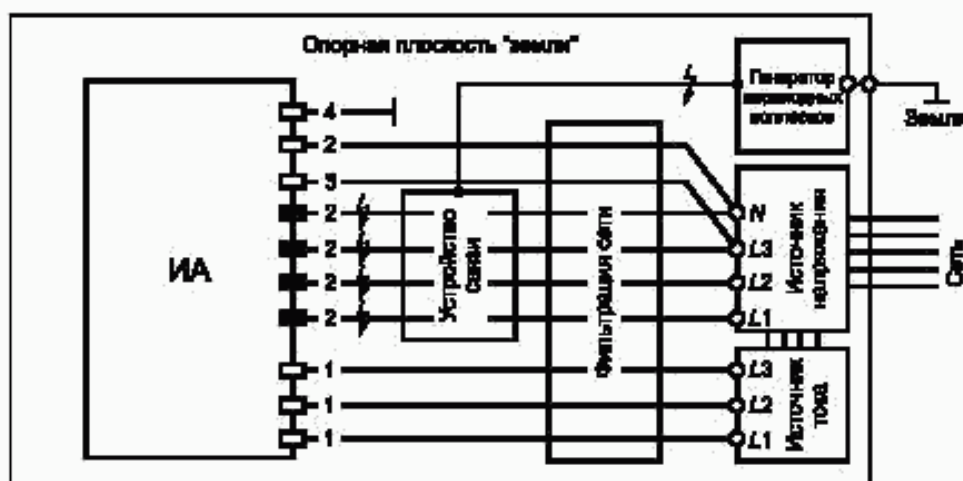 Опорная плоскость "земли"
Генератор
переходных
Земля
4
2
3
2
2
2
2
1
1
1
ИА
Устройство
связи
Фильтрация сети
N
L3
L2
L1
Источник
напряжения
Сеть
L3
L2
L1
Источник
тока